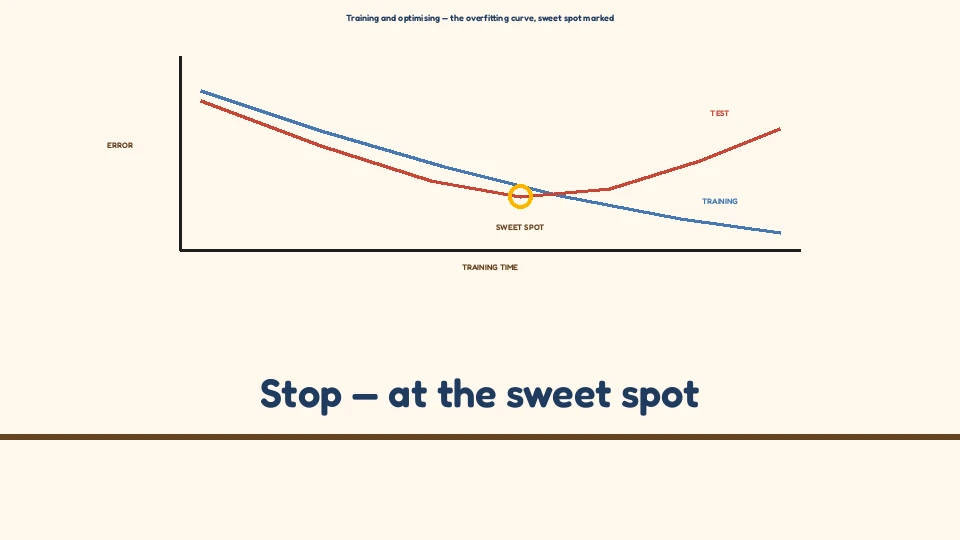 Training and optimising — the overfitting curve, sweet spot marked
TEST
ERROR
TRAINING
SWEET SPOT
TRAINING TIME
Stop — at the sweet spot